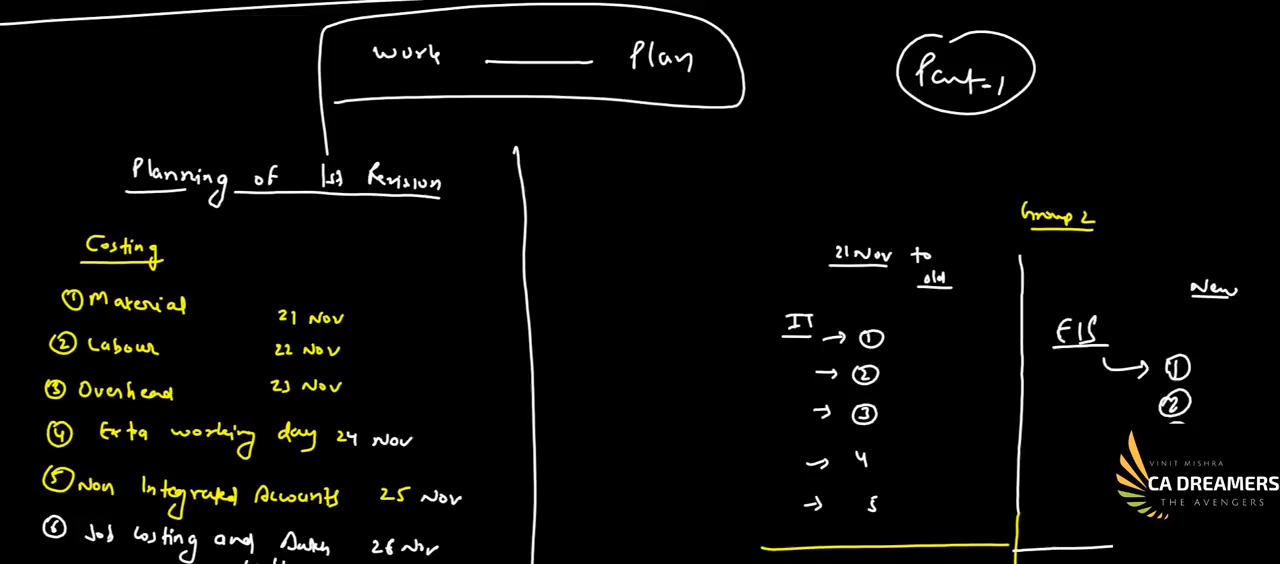 Work — Plan
Part-1
Planning of 1st Revision
Costing
① Material 21 Nov
② Labour 22 Nov
③ Overhead 23 Nov
④ Exta working day 24 Nov
⑤ Non Integrated Accounts 25 Nov
⑥ Job Costing and 26 Nov
21 Nov to
old
IT → ①
→ ②
→ ③
→ 4
→ 5
Group 2
New
EIS
→ ①
②
VINIT MISHRA
CA DREAMERS
THE AVENGERS